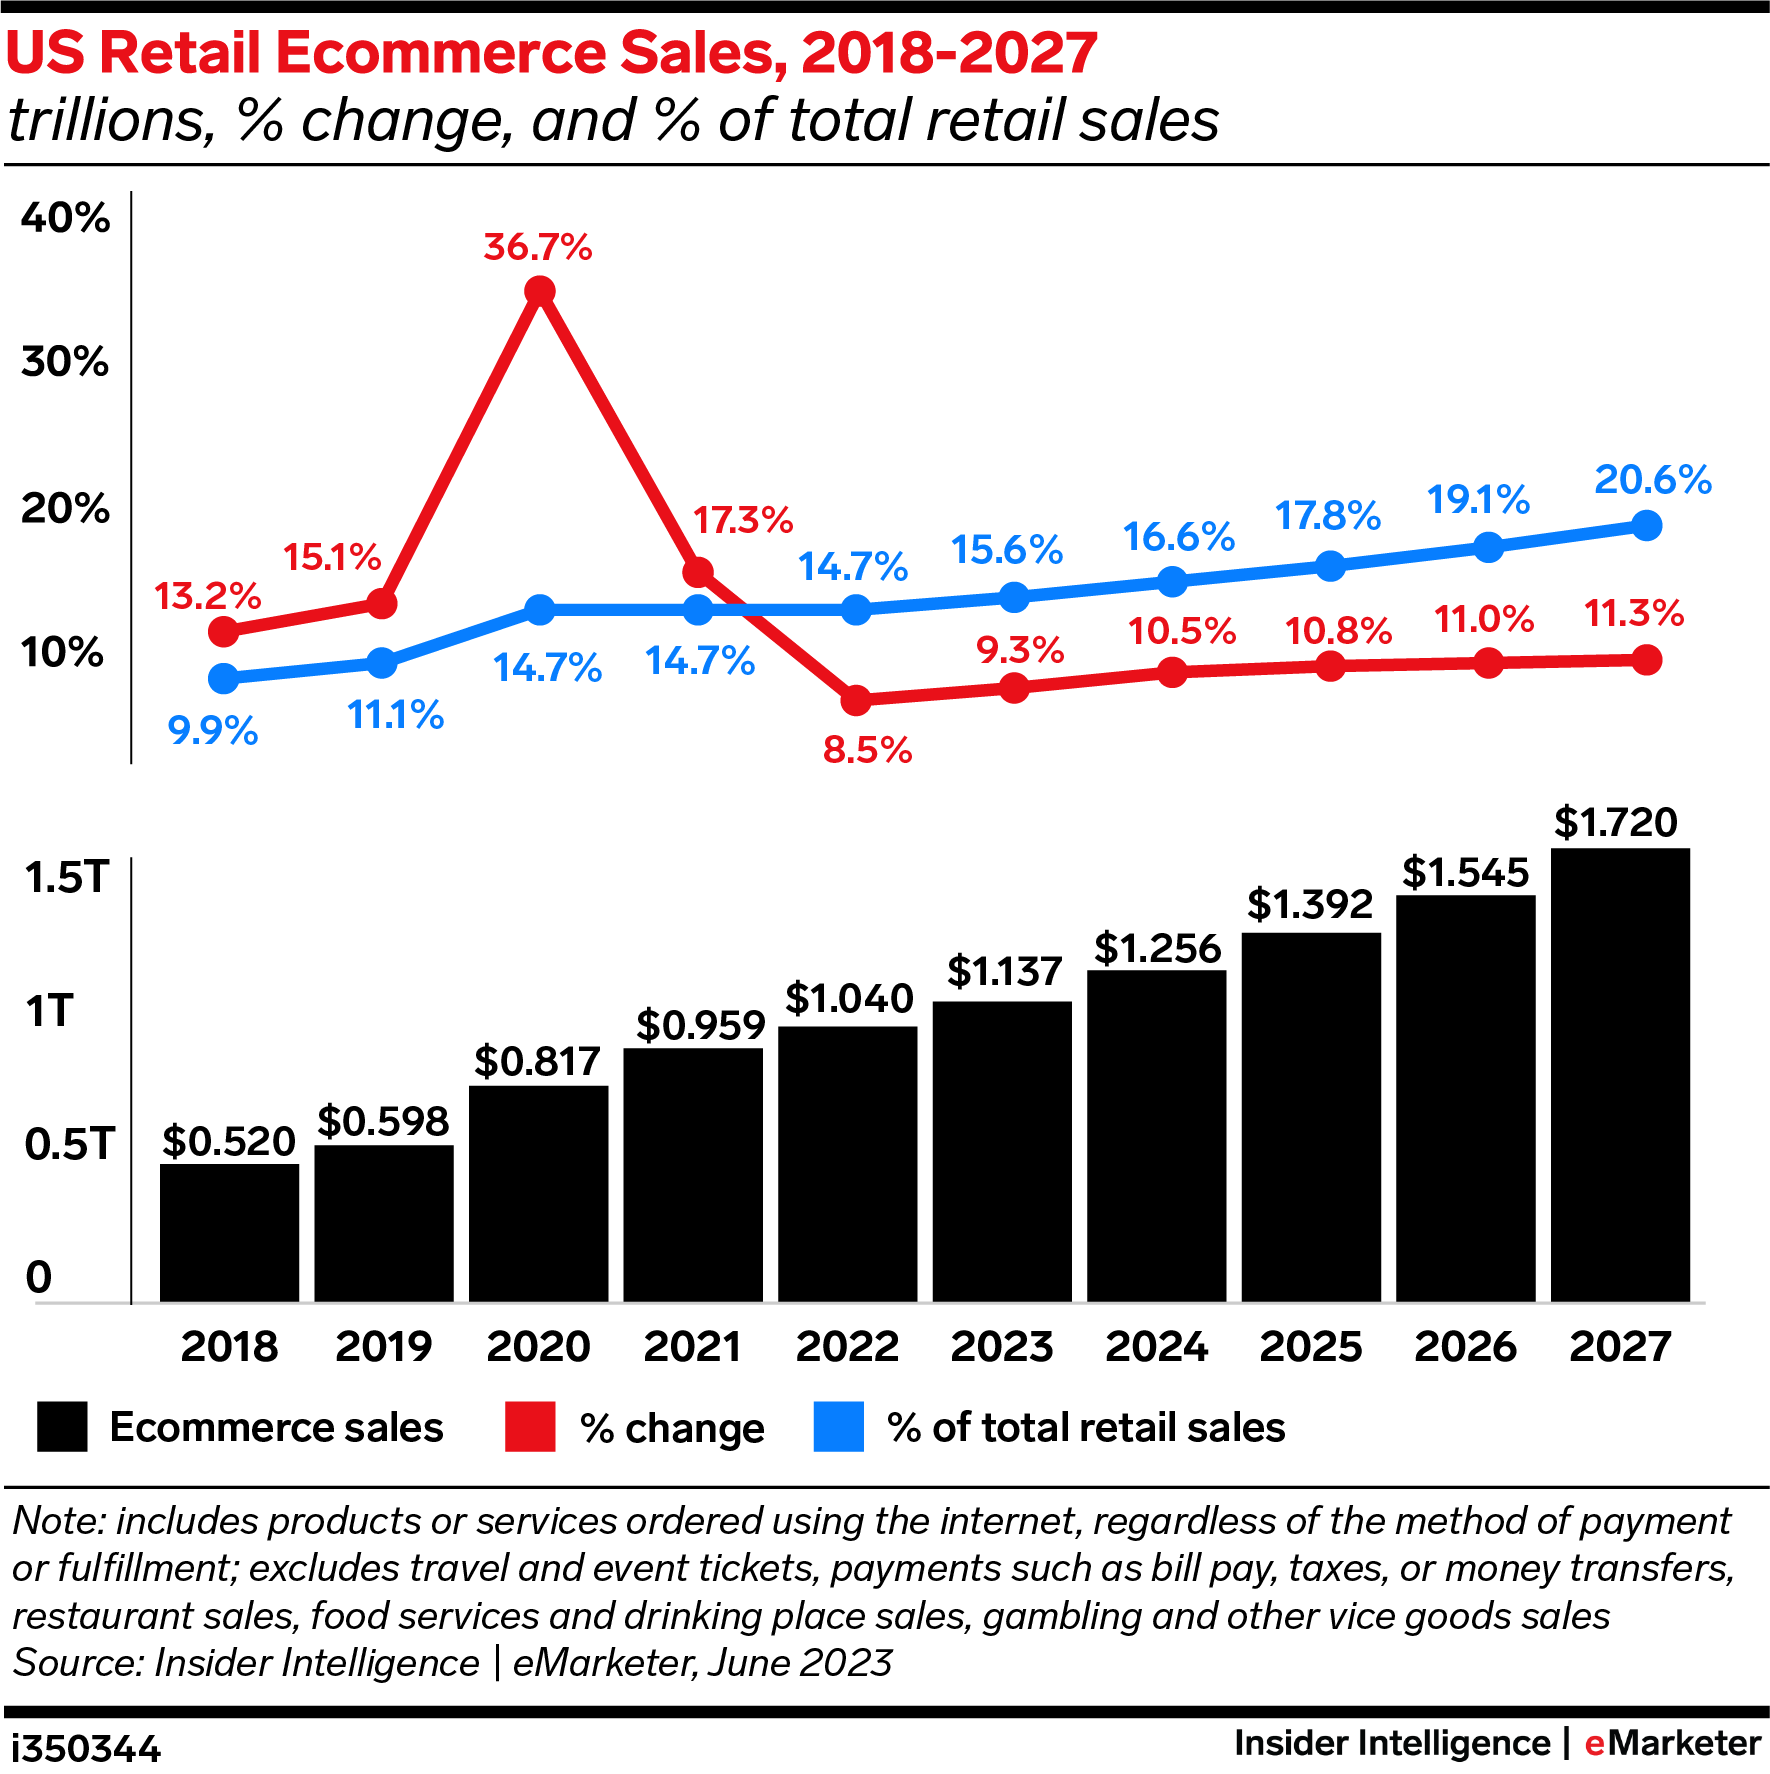 US Retail Ecommerce Sales, 2018-2027
trillions, % change, and % of total retail sales
40%
30%
20%
10%
13.2%
15.1%
36.7%
17.3%
8.5%
9.3%
10.5%
10.8%
11.0%
11.3%
9.9%
11.1%
14.7%
14.7%
14.7%
15.6%
16.6%
17.8%
19.1%
20.6%
1.5T
1T
0.5T
0
$0.520
$0.598
$0.817
$0.959
$1.040
$1.137
$1.256
$1.392
$1.545
$1.720
2018 2019 2020 2021 2022 2023 2024 2025 2026 2027
Ecommerce sales % change % of total retail sales
Note: includes products or services ordered using the internet, regardless of the method of payment
or fulfillment; excludes travel and event tickets, payments such as bill pay, taxes, or money transfers,
restaurant sales, food services and drinking place sales, gambling and other vice goods sales
Source: Insider Intelligence | eMarketer, June 2023
i350344
Insider Intelligence | eMarketer